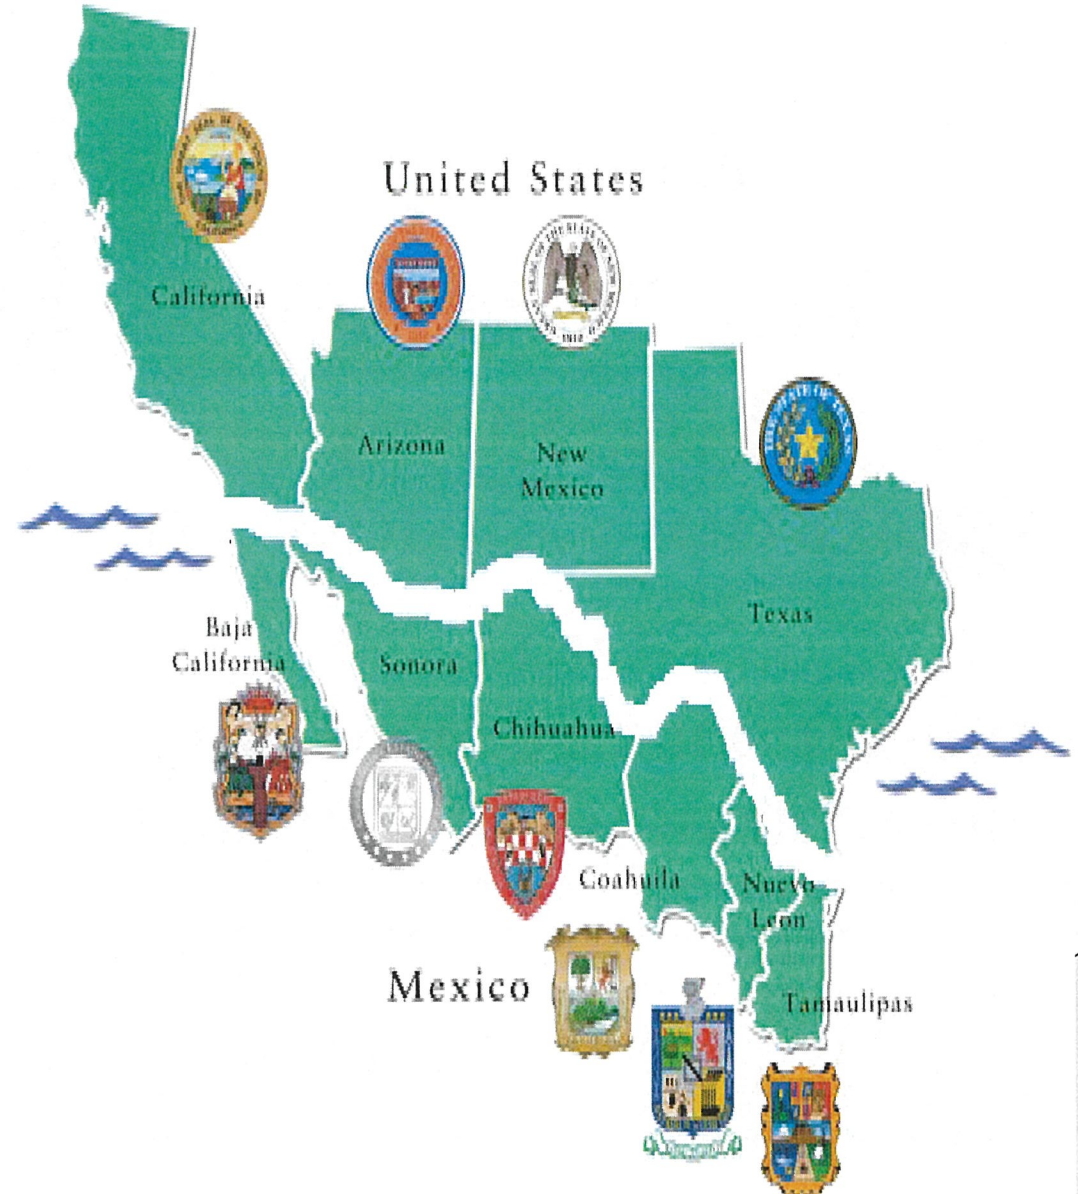 United States
California
Arizona
New
Mexico
Texas
Baja
California
Sonora
Chihuahua
Coahuila
Nuevo
Leon
Mexico
Tamaulipas